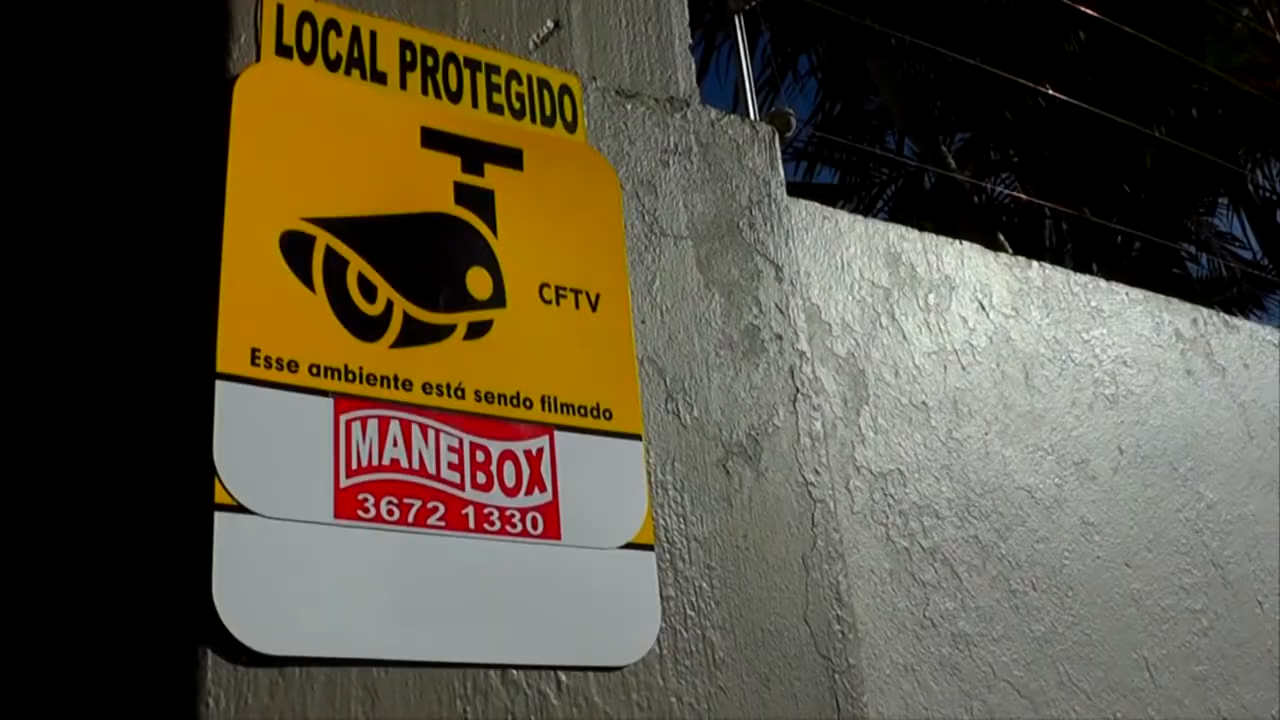 LOCAL PROTEGIDO
CFTV
Esse ambiente está sendo filmado
MANEBOX
3672 1330